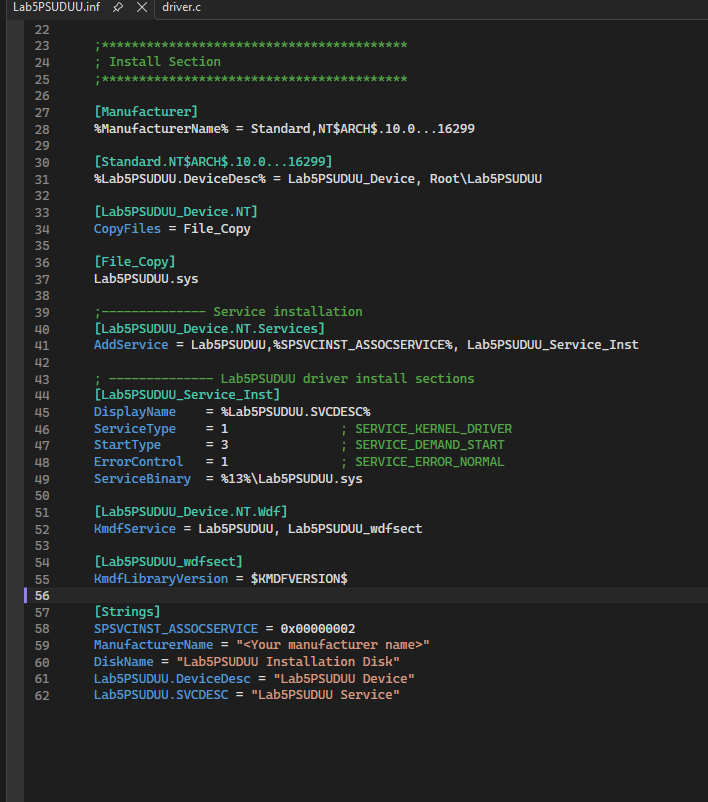 Lab5PSUDUU.inf driver.c
22
23 ;*****************************************
24 ; Install Section
25 ;*****************************************
26
27 [Manufacturer]
28 %ManufacturerName% = Standard,NT$ARCH$.10.0...16299
29
30 [Standard.NT$ARCH$.10.0...16299]
31 %Lab5PSUDUU.DeviceDesc% = Lab5PSUDUU_Device, Root\Lab5PSUDUU
32
33 [Lab5PSUDUU_Device.NT]
34 CopyFiles = File_Copy
35
36 [File_Copy]
37 Lab5PSUDUU.sys
38
39 ;-------------- Service installation
40 [Lab5PSUDUU_Device.NT.Services]
41 AddService = Lab5PSUDUU,%SPSVCINST_ASSOCSERVICE%, Lab5PSUDUU_Service_Inst
42
43 ; -------------- Lab5PSUDUU driver install sections
44 [Lab5PSUDUU_Service_Inst]
45 DisplayName    = %Lab5PSUDUU.SVCDESC%
46 ServiceType    = 1               ; SERVICE_KERNEL_DRIVER
47 StartType      = 3               ; SERVICE_DEMAND_START
48 ErrorControl   = 1               ; SERVICE_ERROR_NORMAL
49 ServiceBinary  = %13%\Lab5PSUDUU.sys
50
51 [Lab5PSUDUU_Device.NT.Wdf]
52 KmdfService = Lab5PSUDUU, Lab5PSUDUU_wdfsect
53
54 [Lab5PSUDUU_wdfsect]
55 KmdfLibraryVersion = $KMDFVERSION$
56
57 [Strings]
58 SPSVCINST_ASSOCSERVICE = 0x00000002
59 ManufacturerName = "<Your manufacturer name>"
60 DiskName = "Lab5PSUDUU Installation Disk"
61 Lab5PSUDUU.DeviceDesc = "Lab5PSUDUU Device"
62 Lab5PSUDUU.SVCDESC = "Lab5PSUDUU Service"